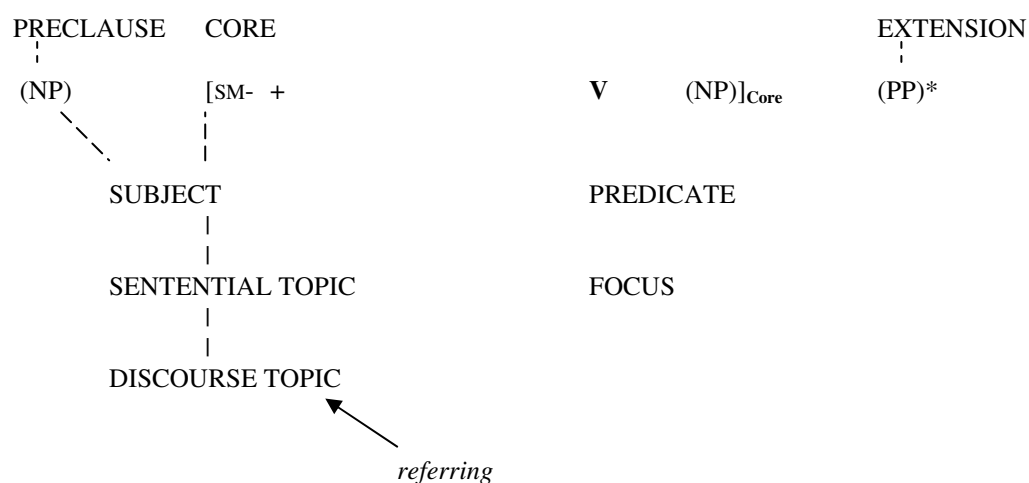 PRECLAUSE CORE EXTENSION
(NP) [SM- + V (NP)]Core (PP)*
SUBJECT PREDICATE
SENTENTIAL TOPIC FOCUS
DISCOURSE TOPIC
referring